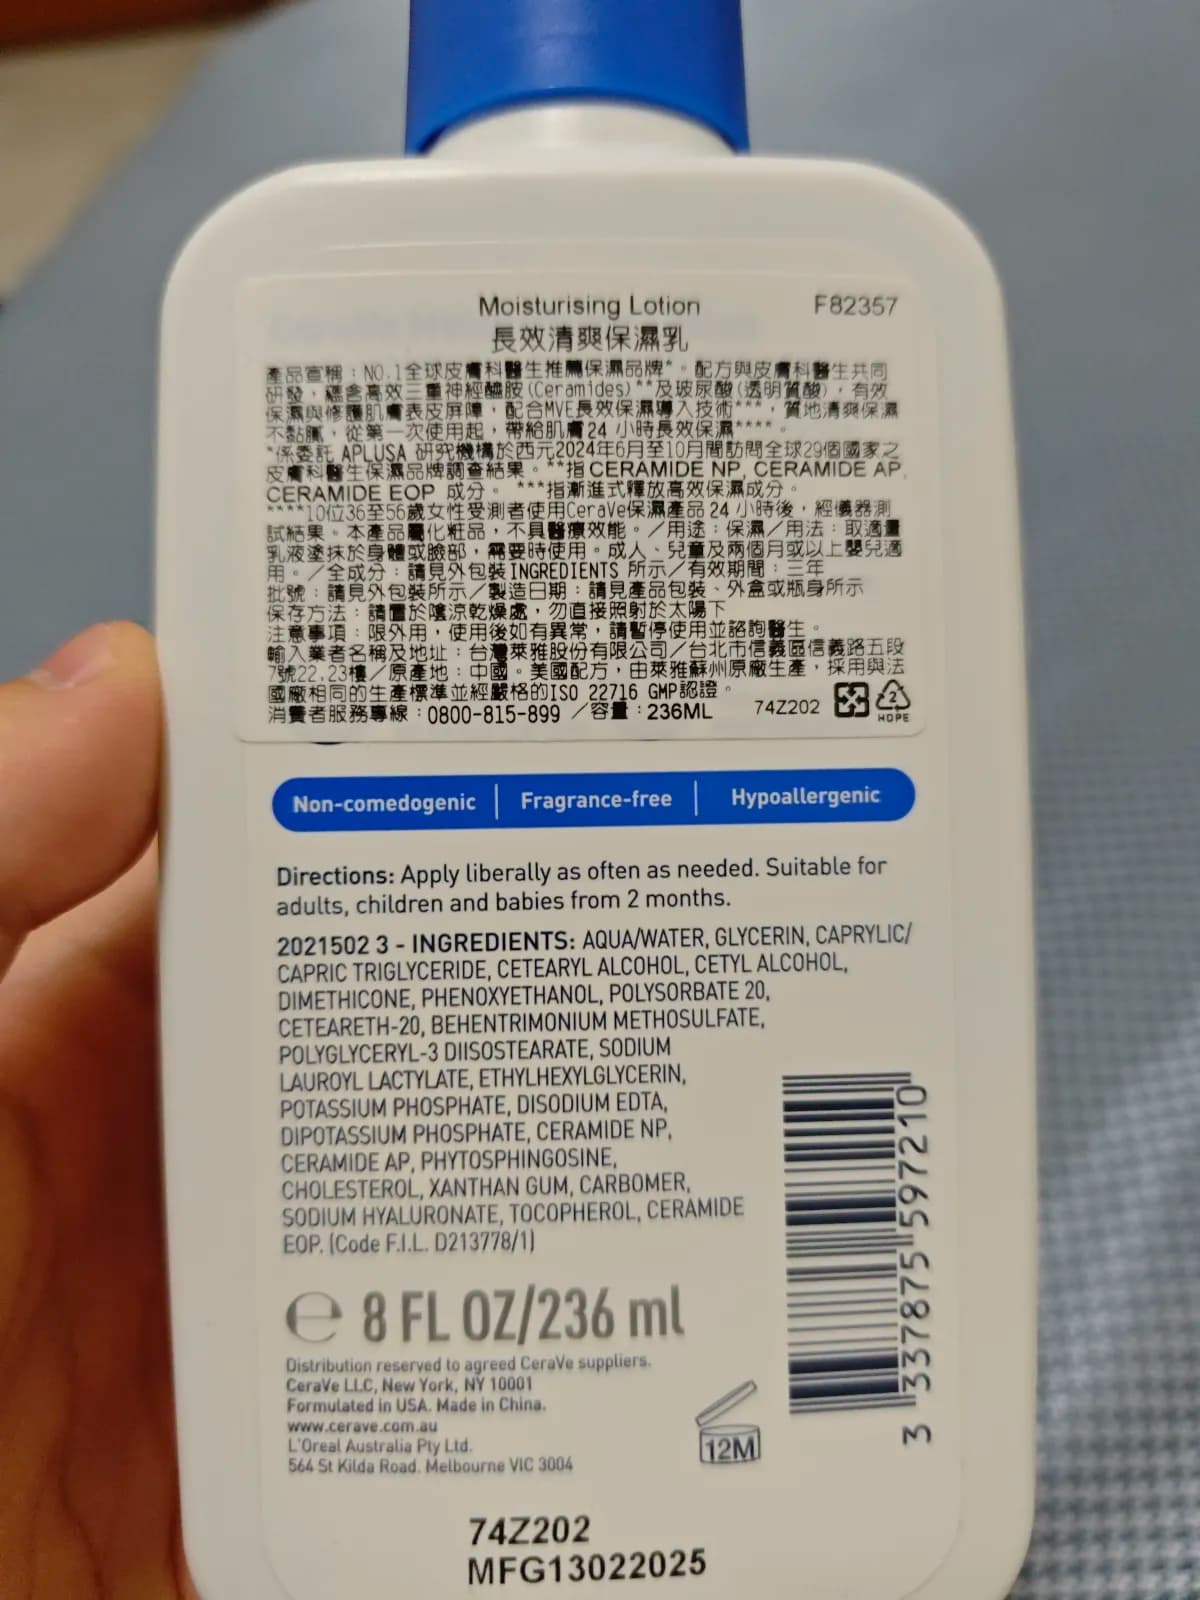 Moisturising Lotion F82357
長效清爽保濕乳
產品宣稱：NO.1全球皮膚科醫生推薦保濕品牌*。配方與皮膚科醫生共同
研發，蘊含高效三重神經醯胺(Ceramides)**及玻尿酸(透明質酸)，有效
保濕與修護肌膚表皮屏障，配合MVE長效保濕導入技術***，質地清爽保濕
不黏膩，從第一次使用起，帶給肌膚24 小時長效保濕****。
*係委託 APLUSA 研究機構於西元2024年6月至10月間訪問全球29個國家之
皮膚科醫生保濕品牌調查結果。**指 CERAMIDE NP, CERAMIDE AP,
CERAMIDE EOP 成分。 ***指漸進式釋放高效保濕成分。
****10位36至56歲女性受測者使用CeraVe保濕產品 24 小時後，經儀器測
試結果。本產品屬化粧品，不具醫療效能。／用途：保濕／用法：取適量
乳液塗抹於身體或臉部，需要時使用。成人、兒童及兩個月或以上嬰兒適
用。／全成分：請見外包裝INGREDIENTS 所示／有效期間：三年
批號：請見外包裝所示／製造日期：請見產品包裝、外盒或瓶身所示
保存方法：請置於陰涼乾燥處，勿直接照射於太陽下
注意事項：限外用，使用後如有異常，請暫停使用並諮詢醫生。
輸入業者名稱及地址：台灣萊雅股份有限公司／台北市信義區信義路五段
7號22,23樓／原產地：中國。美國配方，由萊雅蘇州原廠生產，採用與法
國廠相同的生產標準並經嚴格的ISO 22716 GMP認證。
消費者服務專線：0800-815-899 ／容量：236ML 74Z202 2 HDPE
Non-comedogenic | Fragrance-free | Hypoallergenic
Directions: Apply liberally as often as needed. Suitable for
adults, children and babies from 2 months.
2021502 3 - INGREDIENTS: AQUA/WATER, GLYCERIN, CAPRYLIC/
CAPRIC TRIGLYCERIDE, CETEARYL ALCOHOL, CETYL ALCOHOL,
DIMETHICONE, PHENOXYETHANOL, POLYSORBATE 20,
CETEARETH-20, BEHENTRIMONIUM METHOSULFATE,
POLYGLYCERYL-3 DIISOSTEARATE, SODIUM
LAUROYL LACTYLATE, ETHYLHEXYLGLYCERIN,
POTASSIUM PHOSPHATE, DISODIUM EDTA,
DIPOTASSIUM PHOSPHATE, CERAMIDE NP,
CERAMIDE AP, PHYTOSPHINGOSINE,
CHOLESTEROL, XANTHAN GUM, CARBOMER,
SODIUM HYALURONATE, TOCOPHEROL, CERAMIDE
EOP. (Code F.I.L. D213778/1)
3 337875 597210
℮ 8 FL OZ/236 ml
Distribution reserved to agreed CeraVe suppliers.
CeraVe LLC, New York, NY 10001
Formulated in USA. Made in China.
www.cerave.com.au
L'Oreal Australia Pty Ltd.
564 St Kilda Road. Melbourne VIC 3004
12M
74Z202
MFG13022025